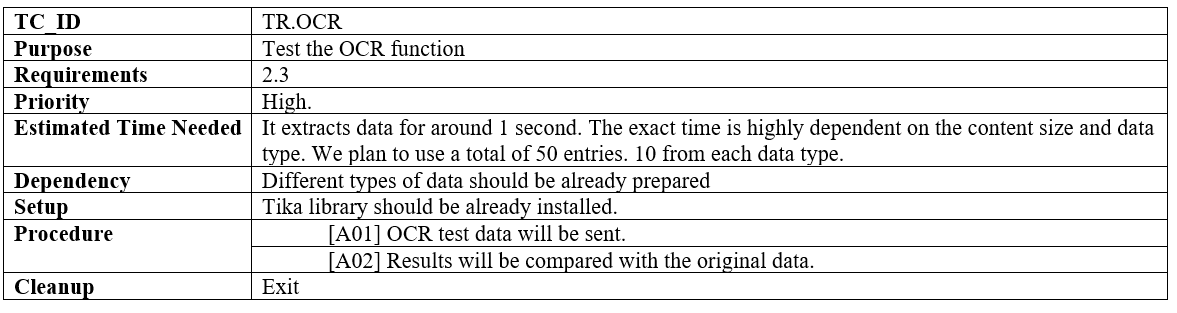 TC_ID TR.OCR
Purpose Test the OCR function
Requirements 2.3
Priority High.
Estimated Time Needed It extracts data for around 1 second. The exact time is highly dependent on the content size and data
type. We plan to use a total of 50 entries. 10 from each data type.
Dependency Different types of data should be already prepared
Setup Tika library should be already installed.
Procedure [A01] OCR test data will be sent.
[A02] Results will be compared with the original data.
Cleanup Exit